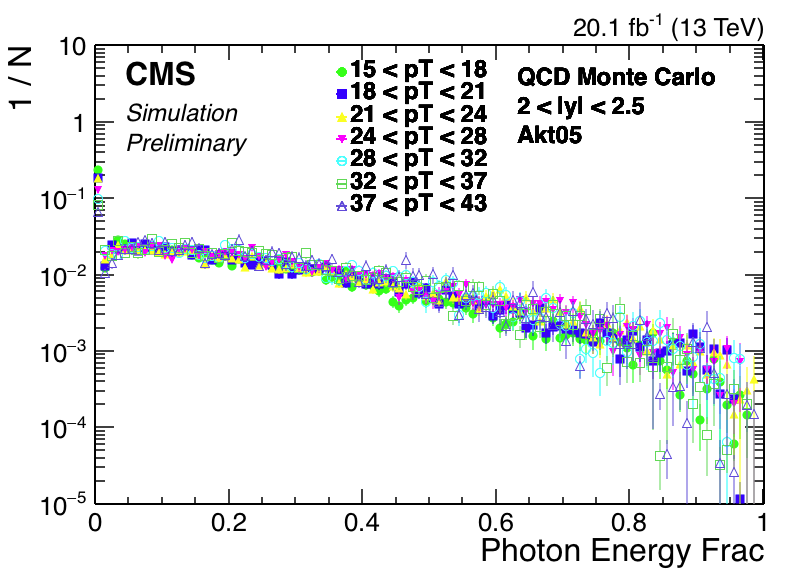 20.1 fb⁻¹ (13 TeV)
1 / N
CMS
Simulation
Preliminary
15 < pT < 18
18 < pT < 21
21 < pT < 24
24 < pT < 28
28 < pT < 32
32 < pT < 37
37 < pT < 43
QCD Monte Carlo
2 < lyl < 2.5
Akt05
10
1
10⁻¹
10⁻²
10⁻³
10⁻⁴
10⁻⁵
0 0.2 0.4 0.6 0.8 1
Photon Energy Frac